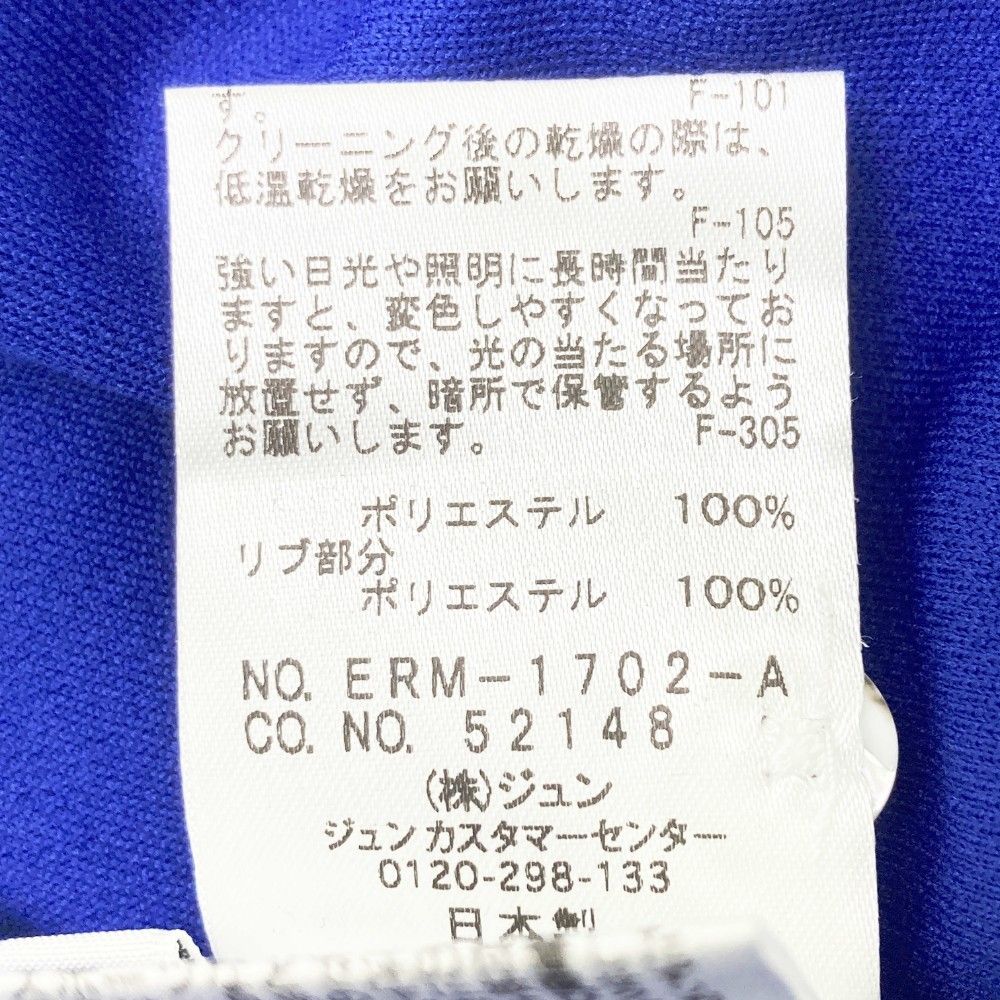 す。 F-101
クリーニング後の乾燥の際は、
低温乾燥をお願いします。
F-105
強い日光や照明に長時間当たり
ますと、変色しやすくなってお
りますので、光の当たる場所に
放置せず、暗所で保管するよう
お願いします。 F-305
ポリエステル 100%
リブ部分
ポリエステル 100%
NO. ERM-1702-A
CO. NO. 52148
(株)ジュン
ジュンカスタマーセンター
0120-298-133
日本製